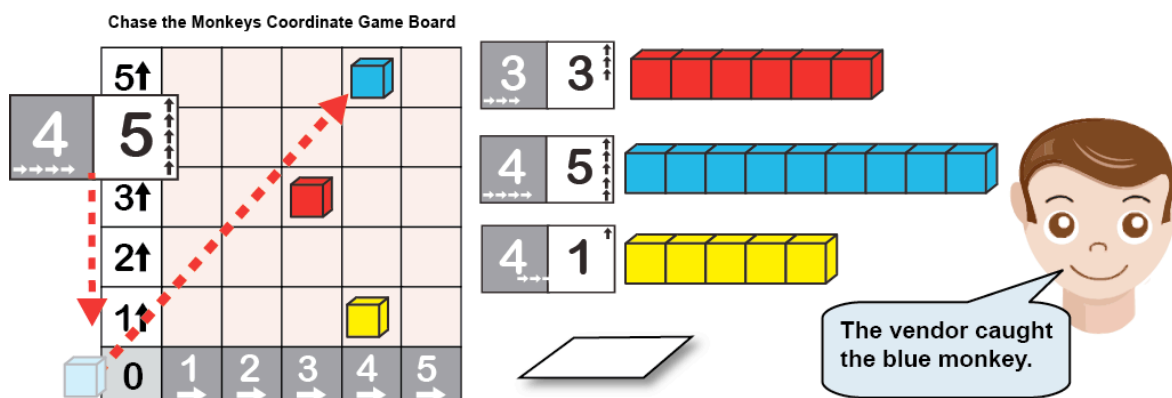 Chase the Monkeys Coordinate Game Board
5↑
4 →→→→ 5 ↑↑↑↑↑
3↑
2↑
1↑
0 1→ 2→ 3→ 4→ 5→
3 →→→ 3 ↑↑↑
4 →→→→ 5 ↑↑↑↑↑
4 →→→ 1 ↑
The vendor caught
the blue monkey.